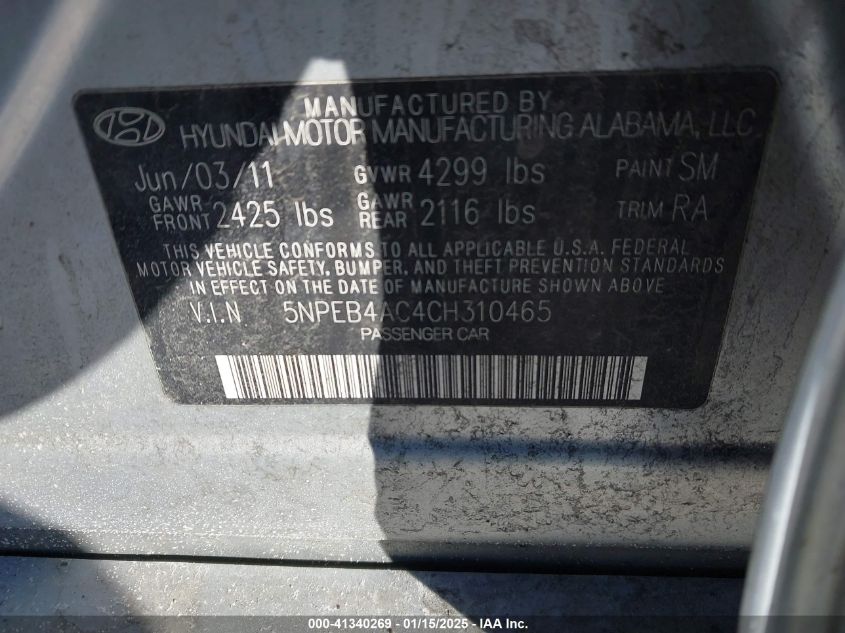 MANUFACTURED BY
HYUNDAI MOTOR MANUFACTURING ALABAMA, LLC
Jun/03/11 GVWR 4299 lbs PAINT SM
GAWR FRONT 2425 lbs GAWR REAR 2116 lbs TRIM RA
THIS VEHICLE CONFORMS TO ALL APPLICABLE U.S.A. FEDERAL
MOTOR VEHICLE SAFETY, BUMPER, AND THEFT PREVENTION STANDARDS
IN EFFECT ON THE DATE OF MANUFACTURE SHOWN ABOVE
V.I.N 5NPEB4AC4CH310465
PASSENGER CAR
000-41340269 - 01/15/2025 - IAA Inc.